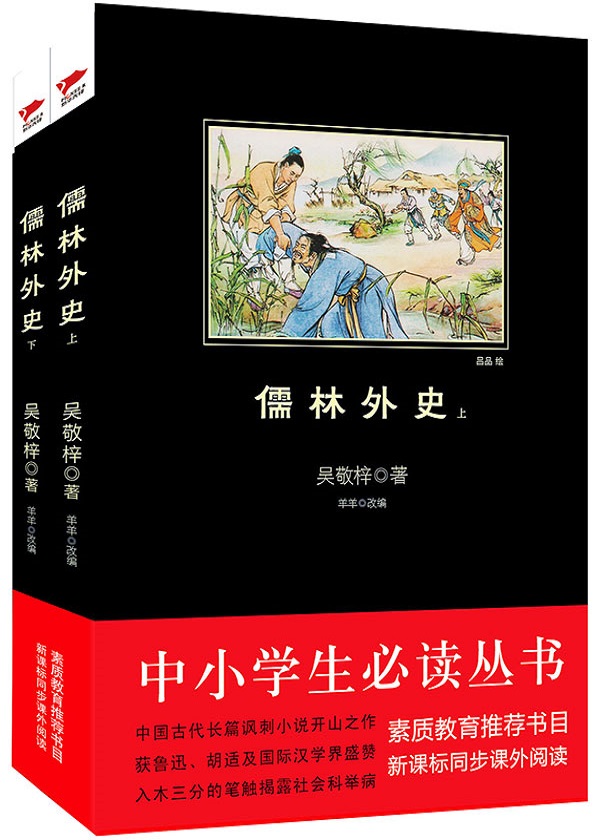 儒林外史 上
吴敬梓◎著
羊羊◎改编
儒林外史 下
吴敬梓◎著
羊羊◎改编
吕品 绘
儒林外史 上
吴敬梓◎著
羊羊◎改编
中小学生必读丛书
中国古代长篇讽刺小说开山之作
获鲁迅、胡适及国际汉学界盛赞
入木三分的笔触揭露社会科举病
素质教育推荐书目
新课标同步课外阅读
素质教育推荐书目
新课标同步课外阅读